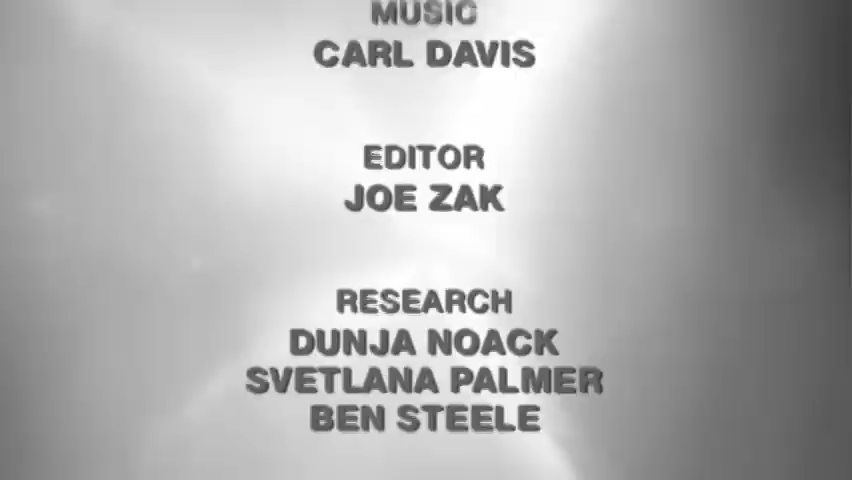 MUSIC
CARL DAVIS
EDITOR
JOE ZAK
RESEARCH
DUNJA NOACK
SVETLANA PALMER
BEN STEELE